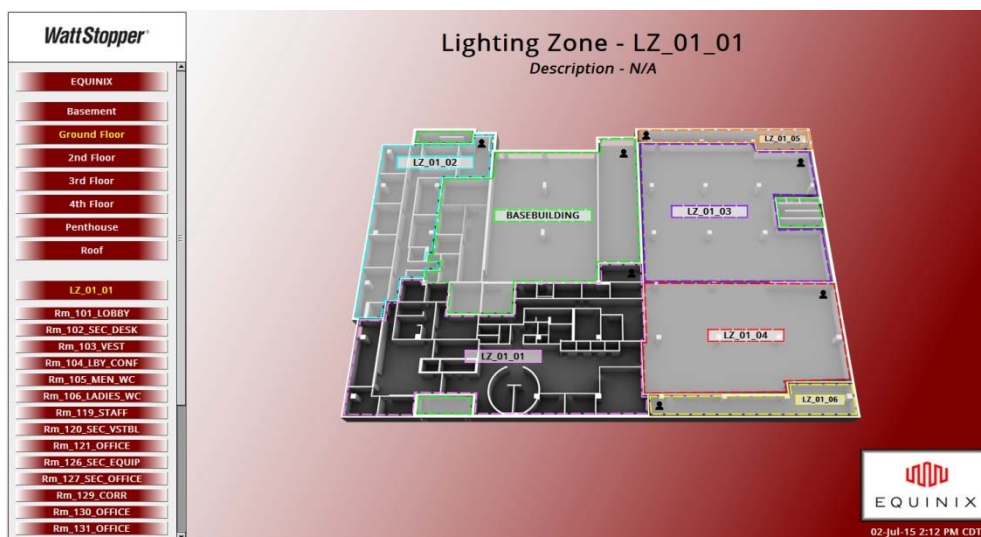 WattStopper®
EQUINIX
Basement
Ground Floor
2nd Floor
3rd Floor
4th Floor
Penthouse
Roof
LZ_01_01
Rm_101_LOBBY
Rm_102_SEC_DESK
Rm_103_VEST
Rm_104_LBY_CONF
Rm_105_MEN_WC
Rm_106_LADIES_WC
Rm_119_STAFF
Rm_120_SEC_VSTBL
Rm_121_OFFICE
Rm_126_SEC_EQUIP
Rm_127_SEC_OFFICE
Rm_129_CORR
Rm_130_OFFICE
Rm_131_OFFICE
Lighting Zone - LZ_01_01
Description - N/A
LZ_01_05
LZ_01_02
BASEBUILDING
LZ_01_03
LZ_01_04
LZ_01_01
LZ_01_06
EQUINIX
02-Jul-15 2:12 PM CDT